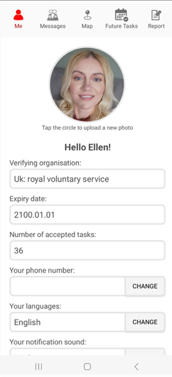 Me Messages Map Future Tasks Report
Tap the circle to upload a new photo
Hello Ellen!
Verifying organisation:
Uk: royal voluntary service
Expiry date:
2100.01.01
Number of accepted tasks:
36
Your phone number:
CHANGE
Your languages:
English CHANGE
Your notification sound: